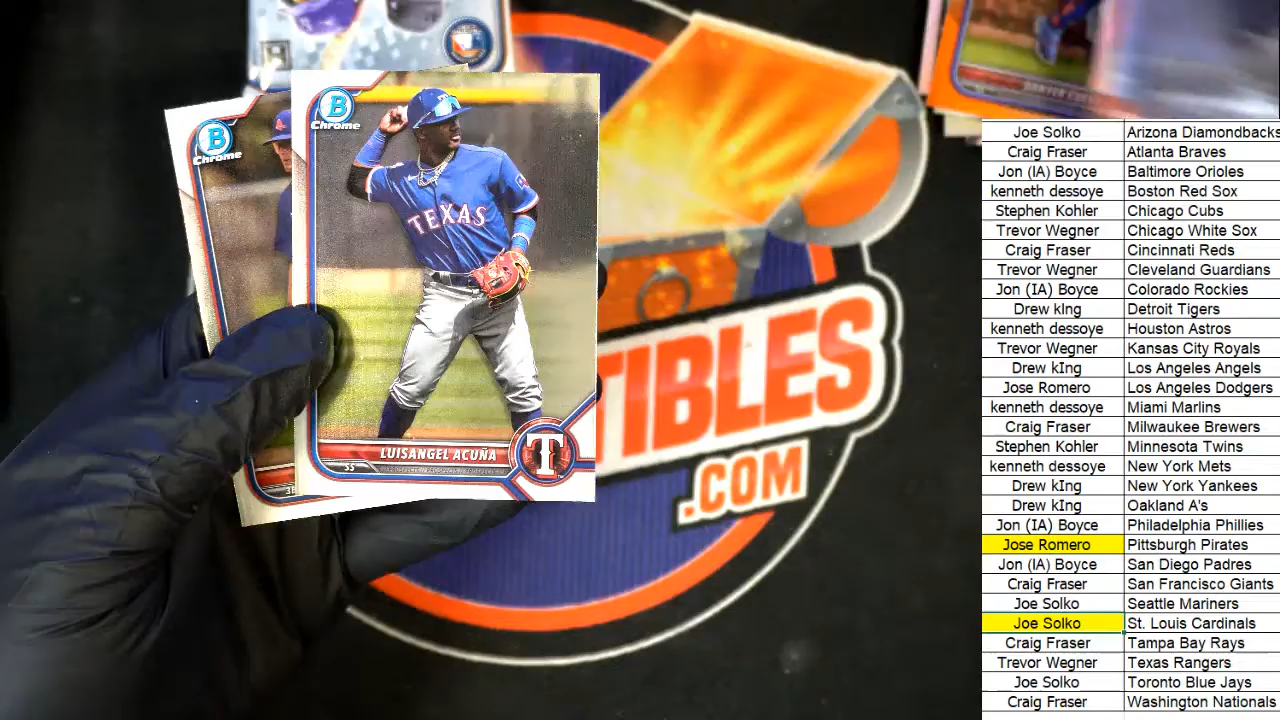 B
Chrome
B
Chrome
TEXAS
LUISANGEL ACUÑA
SS
T
TIBLES
.COM
Joe Solko Arizona Diamondbacks
Craig Fraser Atlanta Braves
Jon (IA) Boyce Baltimore Orioles
kenneth dessoye Boston Red Sox
Stephen Kohler Chicago Cubs
Trevor Wegner Chicago White Sox
Craig Fraser Cincinnati Reds
Trevor Wegner Cleveland Guardians
Jon (IA) Boyce Colorado Rockies
Drew kIng Detroit Tigers
kenneth dessoye Houston Astros
Trevor Wegner Kansas City Royals
Drew kIng Los Angeles Angels
Jose Romero Los Angeles Dodgers
kenneth dessoye Miami Marlins
Craig Fraser Milwaukee Brewers
Stephen Kohler Minnesota Twins
kenneth dessoye New York Mets
Drew kIng New York Yankees
Drew kIng Oakland A's
Jon (IA) Boyce Philadelphia Phillies
Jose Romero Pittsburgh Pirates
Jon (IA) Boyce San Diego Padres
Craig Fraser San Francisco Giants
Joe Solko Seattle Mariners
Joe Solko St. Louis Cardinals
Craig Fraser Tampa Bay Rays
Trevor Wegner Texas Rangers
Joe Solko Toronto Blue Jays
Craig Fraser Washington Nationals